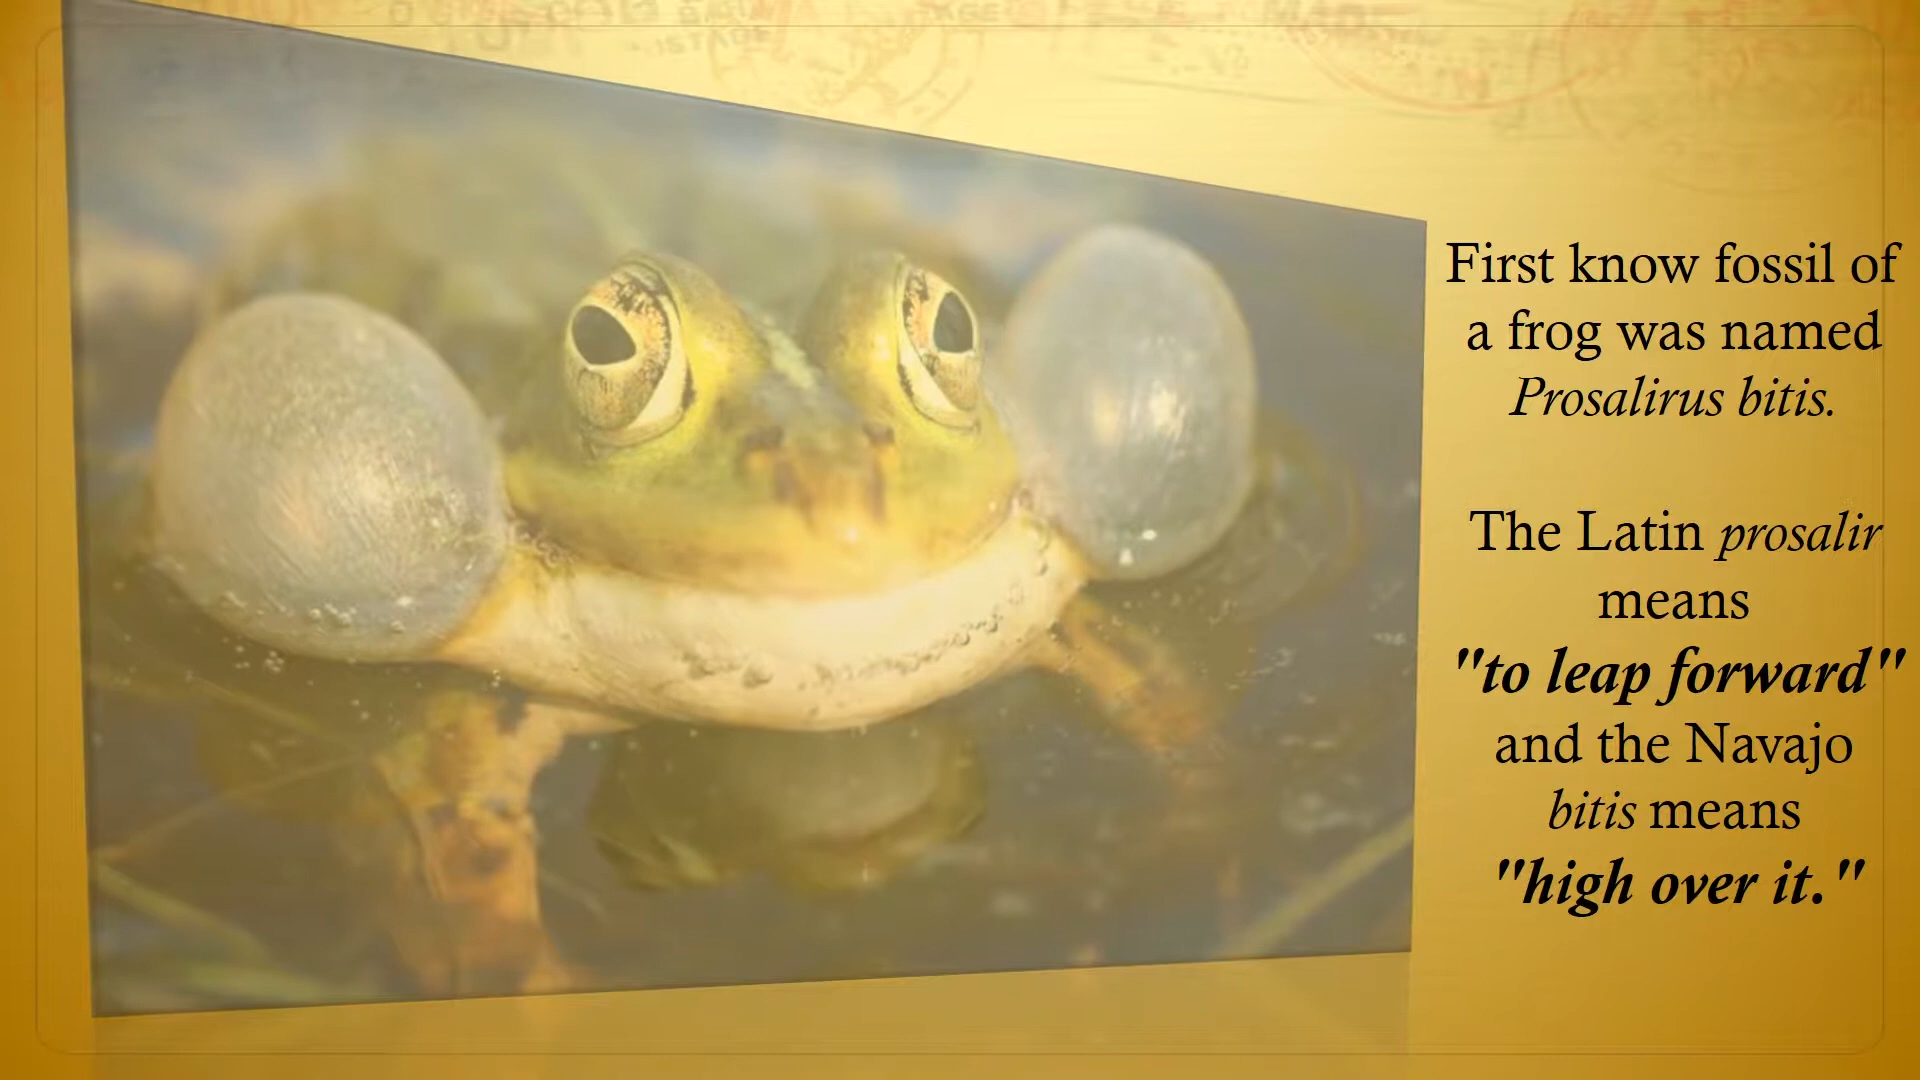 First know fossil of
a frog was named
Prosalirus bitis.
The Latin prosalir
means
"to leap forward"
and the Navajo
bitis means
"high over it."